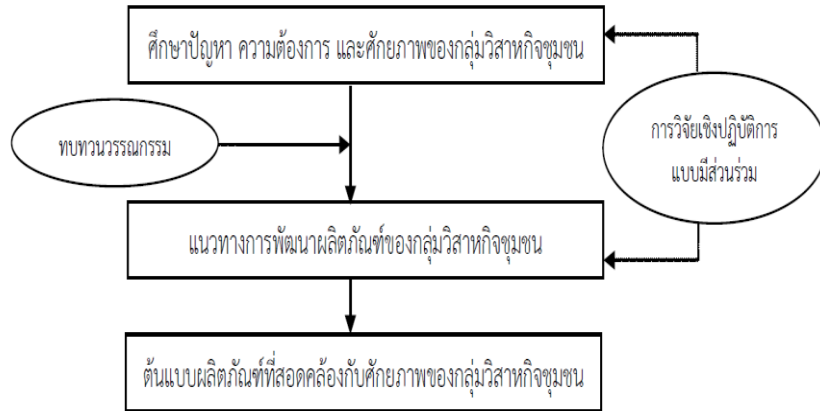 ศึกษาปัญหา ความต้องการ และศักยภาพของกลุ่มวิสาหกิจชุมชน
ทบทวนวรรณกรรม
การวิจัยเชิงปฏิบัติการ
แบบมีส่วนร่วม
แนวทางการพัฒนาผลิตภัณฑ์ของกลุ่มวิสาหกิจชุมชน
ต้นแบบผลิตภัณฑ์ที่สอดคล้องกับศักยภาพของกลุ่มวิสาหกิจชุมชน